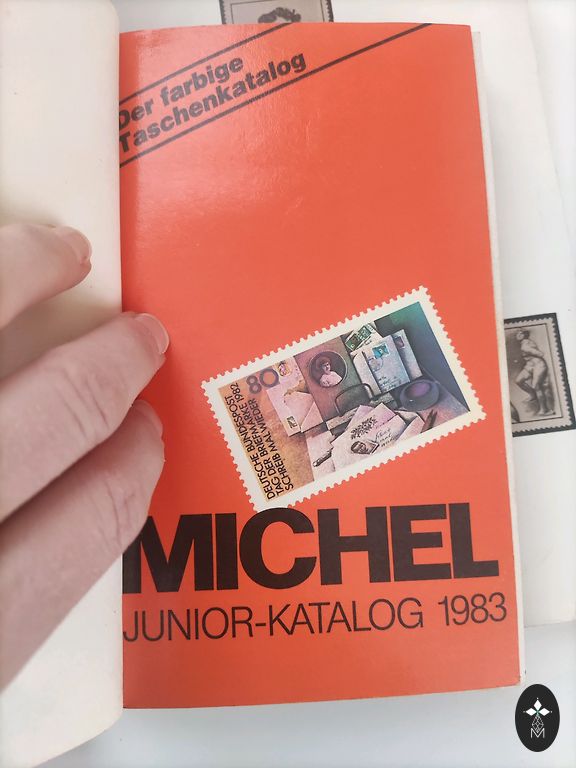 Der farbige
Taschenkatalog
80
DEUTSCHE BUNDESPOST
TAG DER BRIEFMARKE 1982
SCHREIB MAL WIEDER
MICHEL
JUNIOR-KATALOG 1983
M